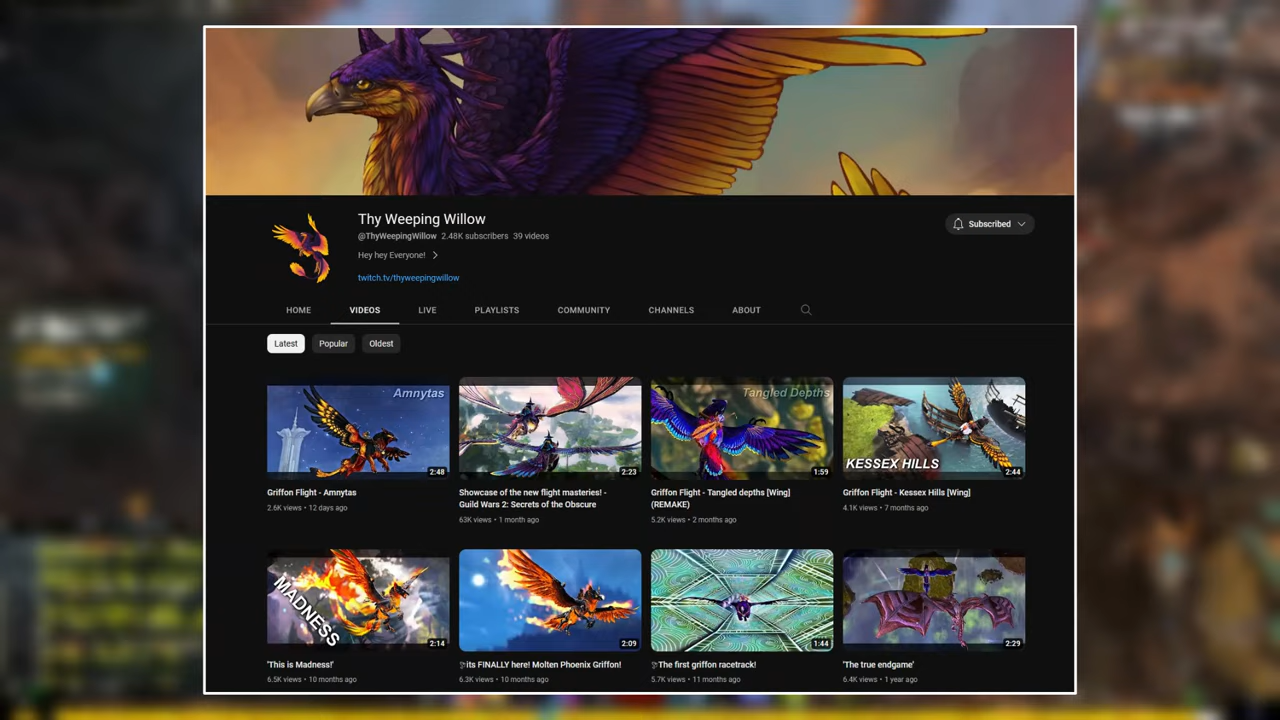 Thy Weeping Willow
@ThyWeepingWillow 2.48K subscribers 39 videos
Hey hey Everyone!
twitch.tv/thyweepingwillow
Subscribed
HOME VIDEOS LIVE PLAYLISTS COMMUNITY CHANNELS ABOUT
Latest Popular Oldest
Amnytas
2:48
2:23
Tangled Depths
1:59
KESSEX HILLS
2:44
Griffon Flight - Amnytas
2.6K views • 12 days ago
Showcase of the new flight masteries! -
Guild Wars 2: Secrets of the Obscure
63K views • 1 month ago
Griffon Flight - Tangled depths [Wing]
(REMAKE)
5.2K views • 2 months ago
Griffon Flight - Kessex Hills [Wing]
4.1K views • 7 months ago
MADNESS
2:14
2:09
1:44
2:29
'This is Madness!'
6.5K views • 10 months ago
its FINALLY here! Molten Phoenix Griffon!
6.3K views • 10 months ago
The first griffon racetrack!
5.7K views • 11 months ago
'The true endgame'
6.4K views • 1 year ago